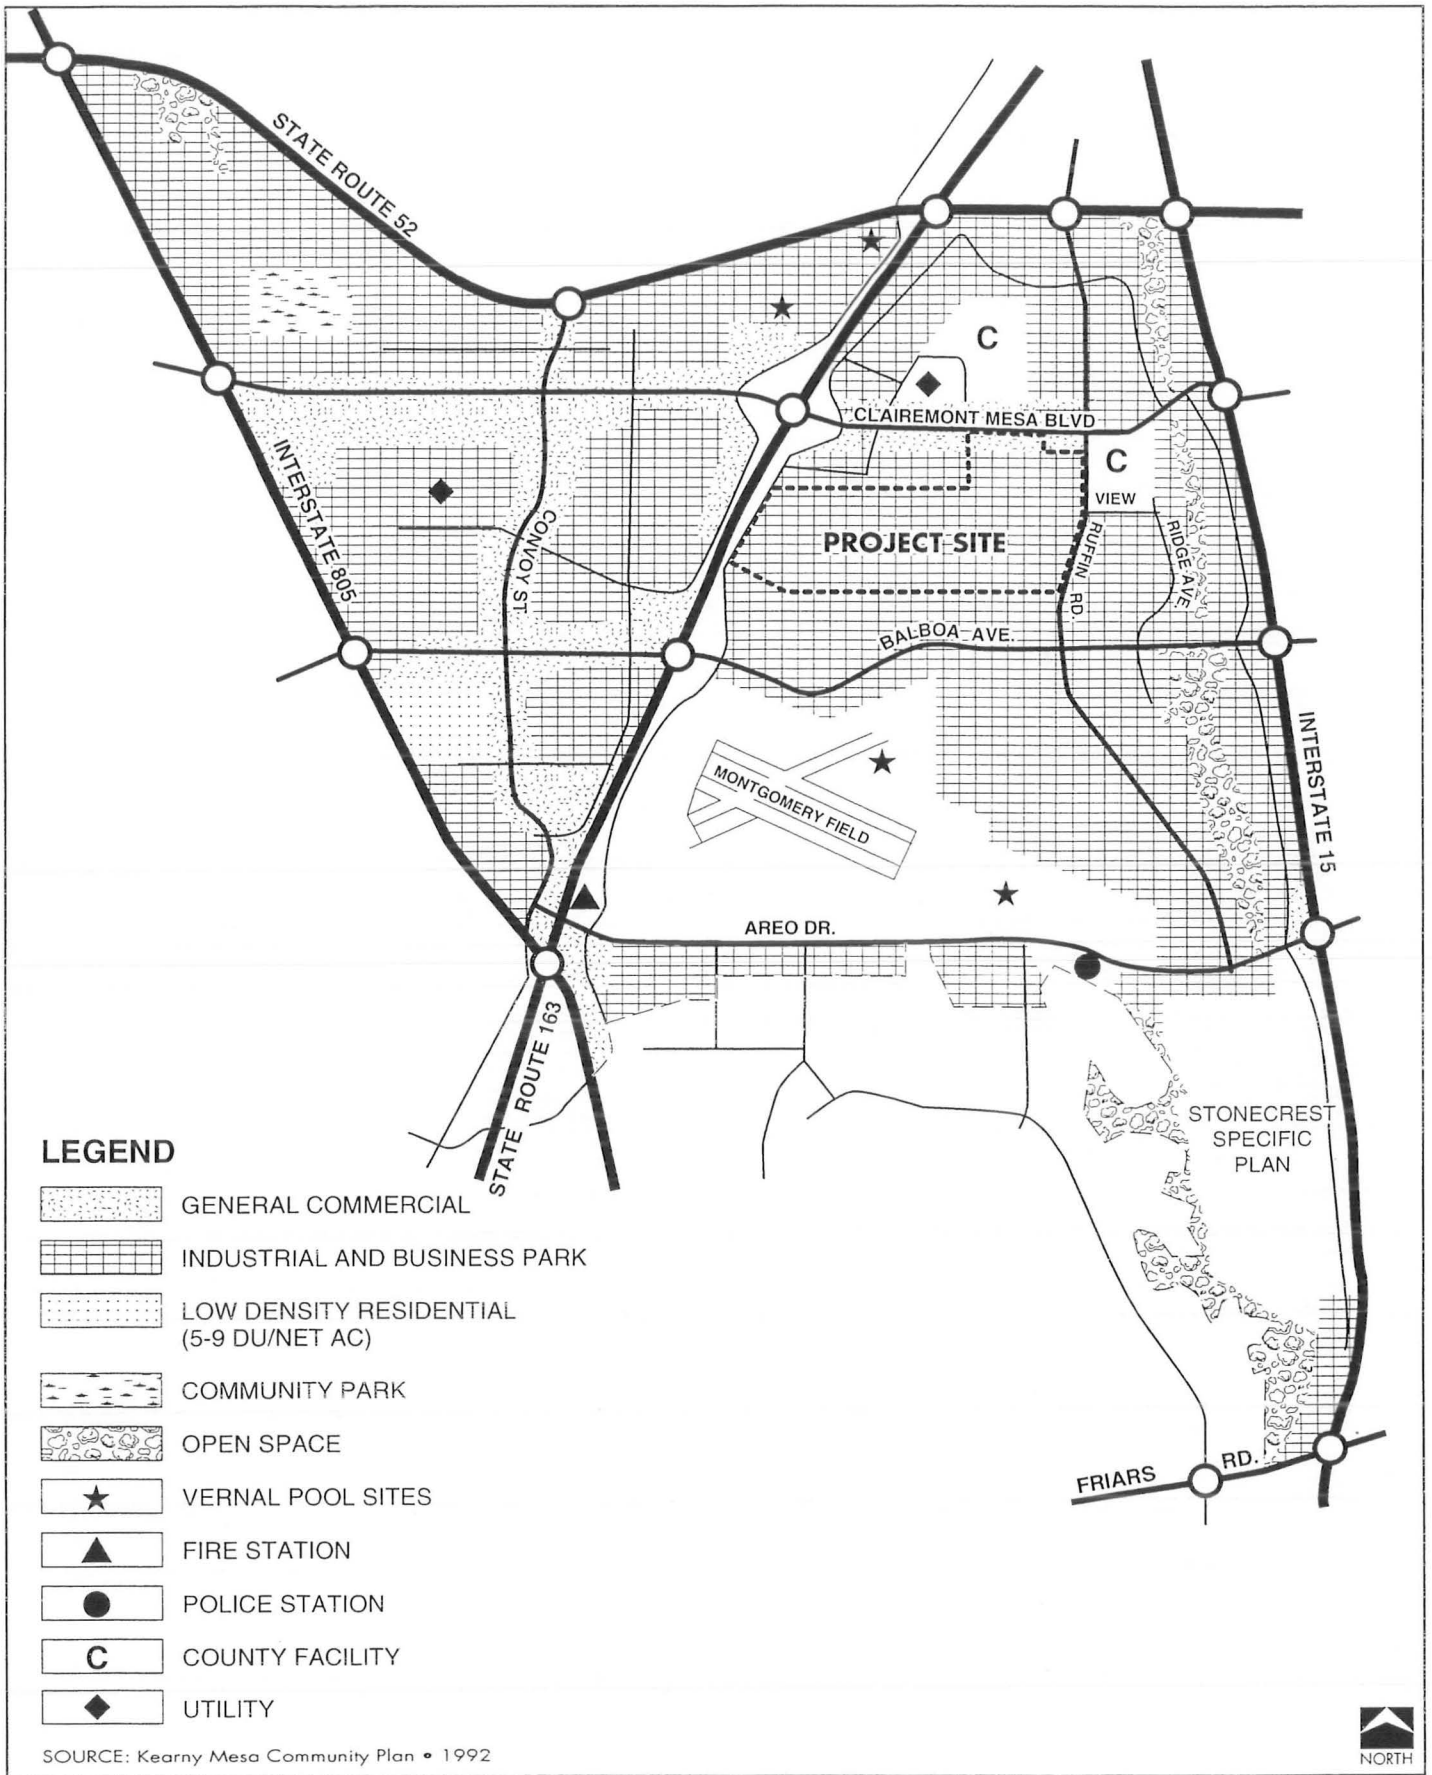 STATE ROUTE 52
C
CLAIREMONT MESA BLVD
C
VIEW
INTERSTATE 805
CONVOY ST
PROJECT SITE
RUFFIN RD.
RIDGE AVE.
BALBOA AVE.
MONTGOMERY FIELD
INTERSTATE 15
AREO DR.
STATE ROUTE 163
STONECREST
SPECIFIC
PLAN
FRIARS RD.
LEGEND
GENERAL COMMERCIAL
INDUSTRIAL AND BUSINESS PARK
LOW DENSITY RESIDENTIAL
(5-9 DU/NET AC)
COMMUNITY PARK
OPEN SPACE
VERNAL POOL SITES
FIRE STATION
POLICE STATION
C COUNTY FACILITY
UTILITY
SOURCE: Kearny Mesa Community Plan • 1992
NORTH